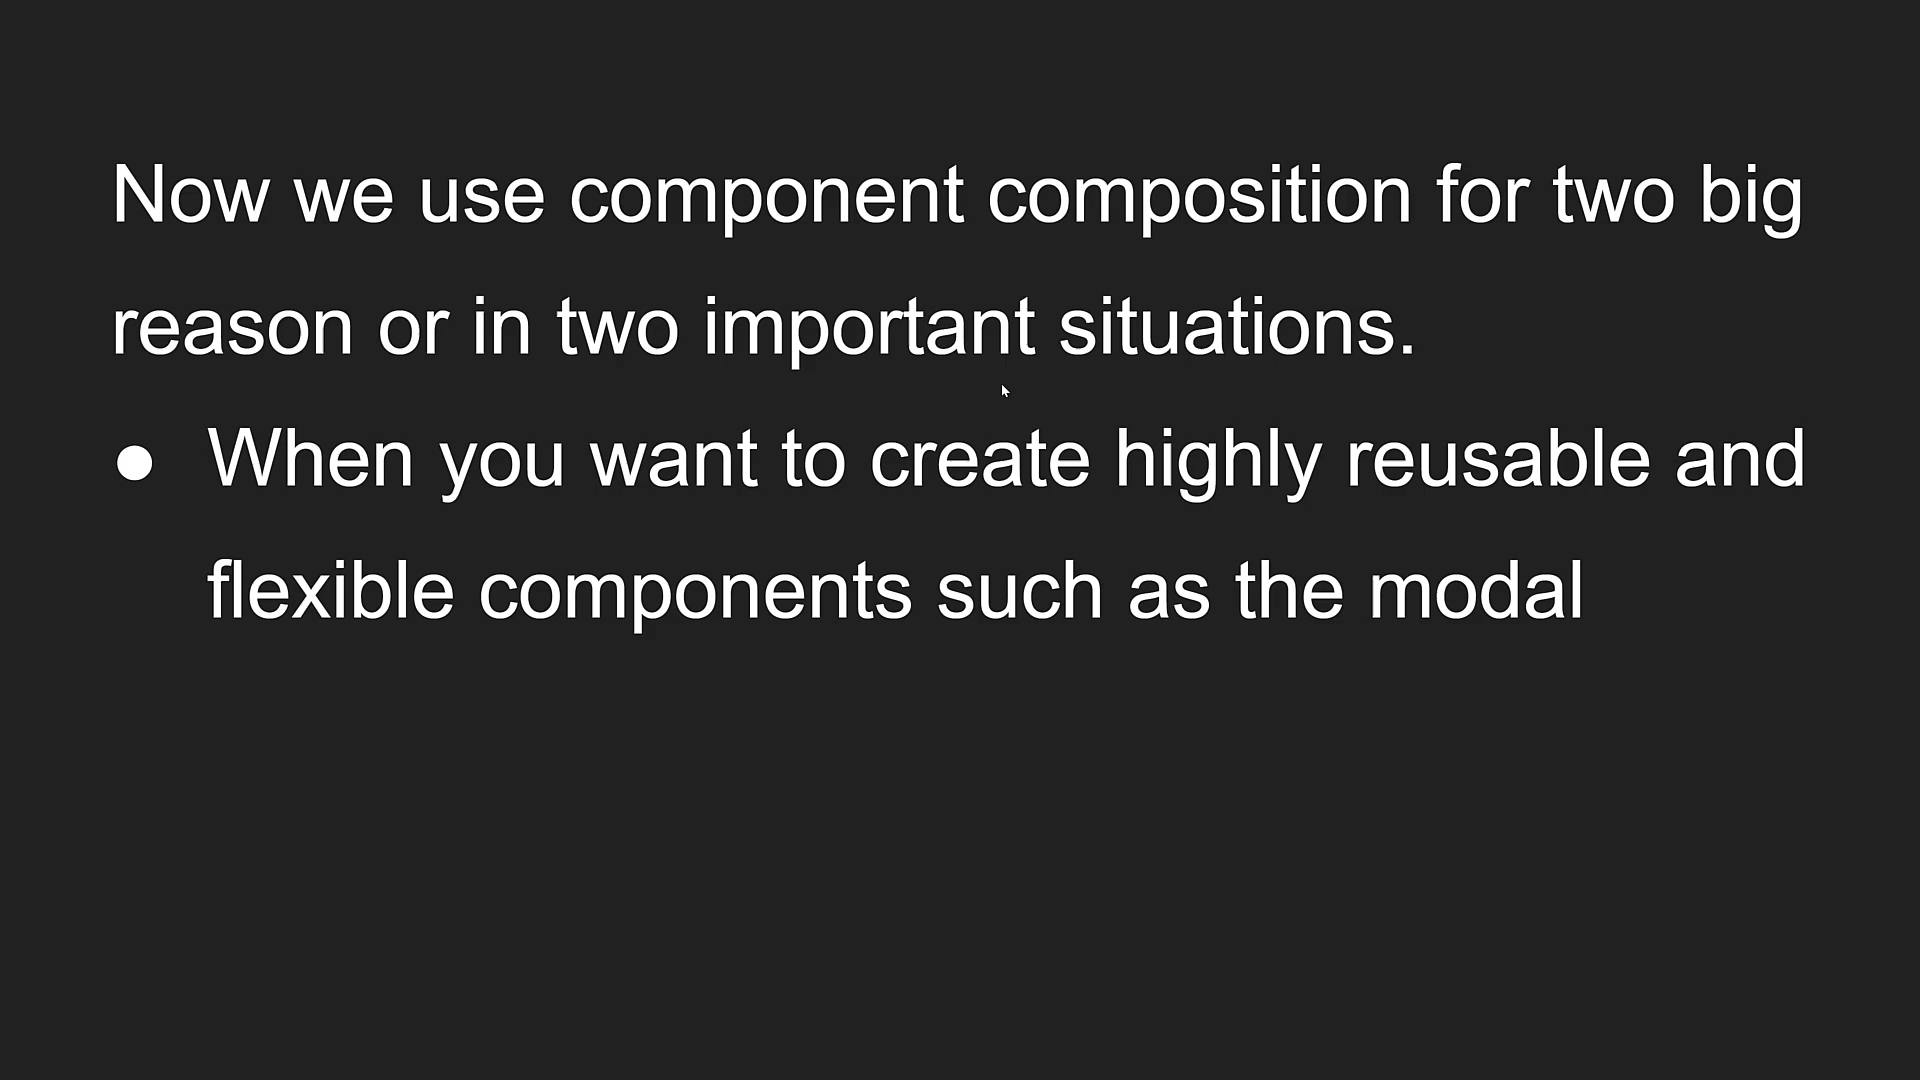 Now we use component composition for two big
reason or in two important situations.
● When you want to create highly reusable and
flexible components such as the modal